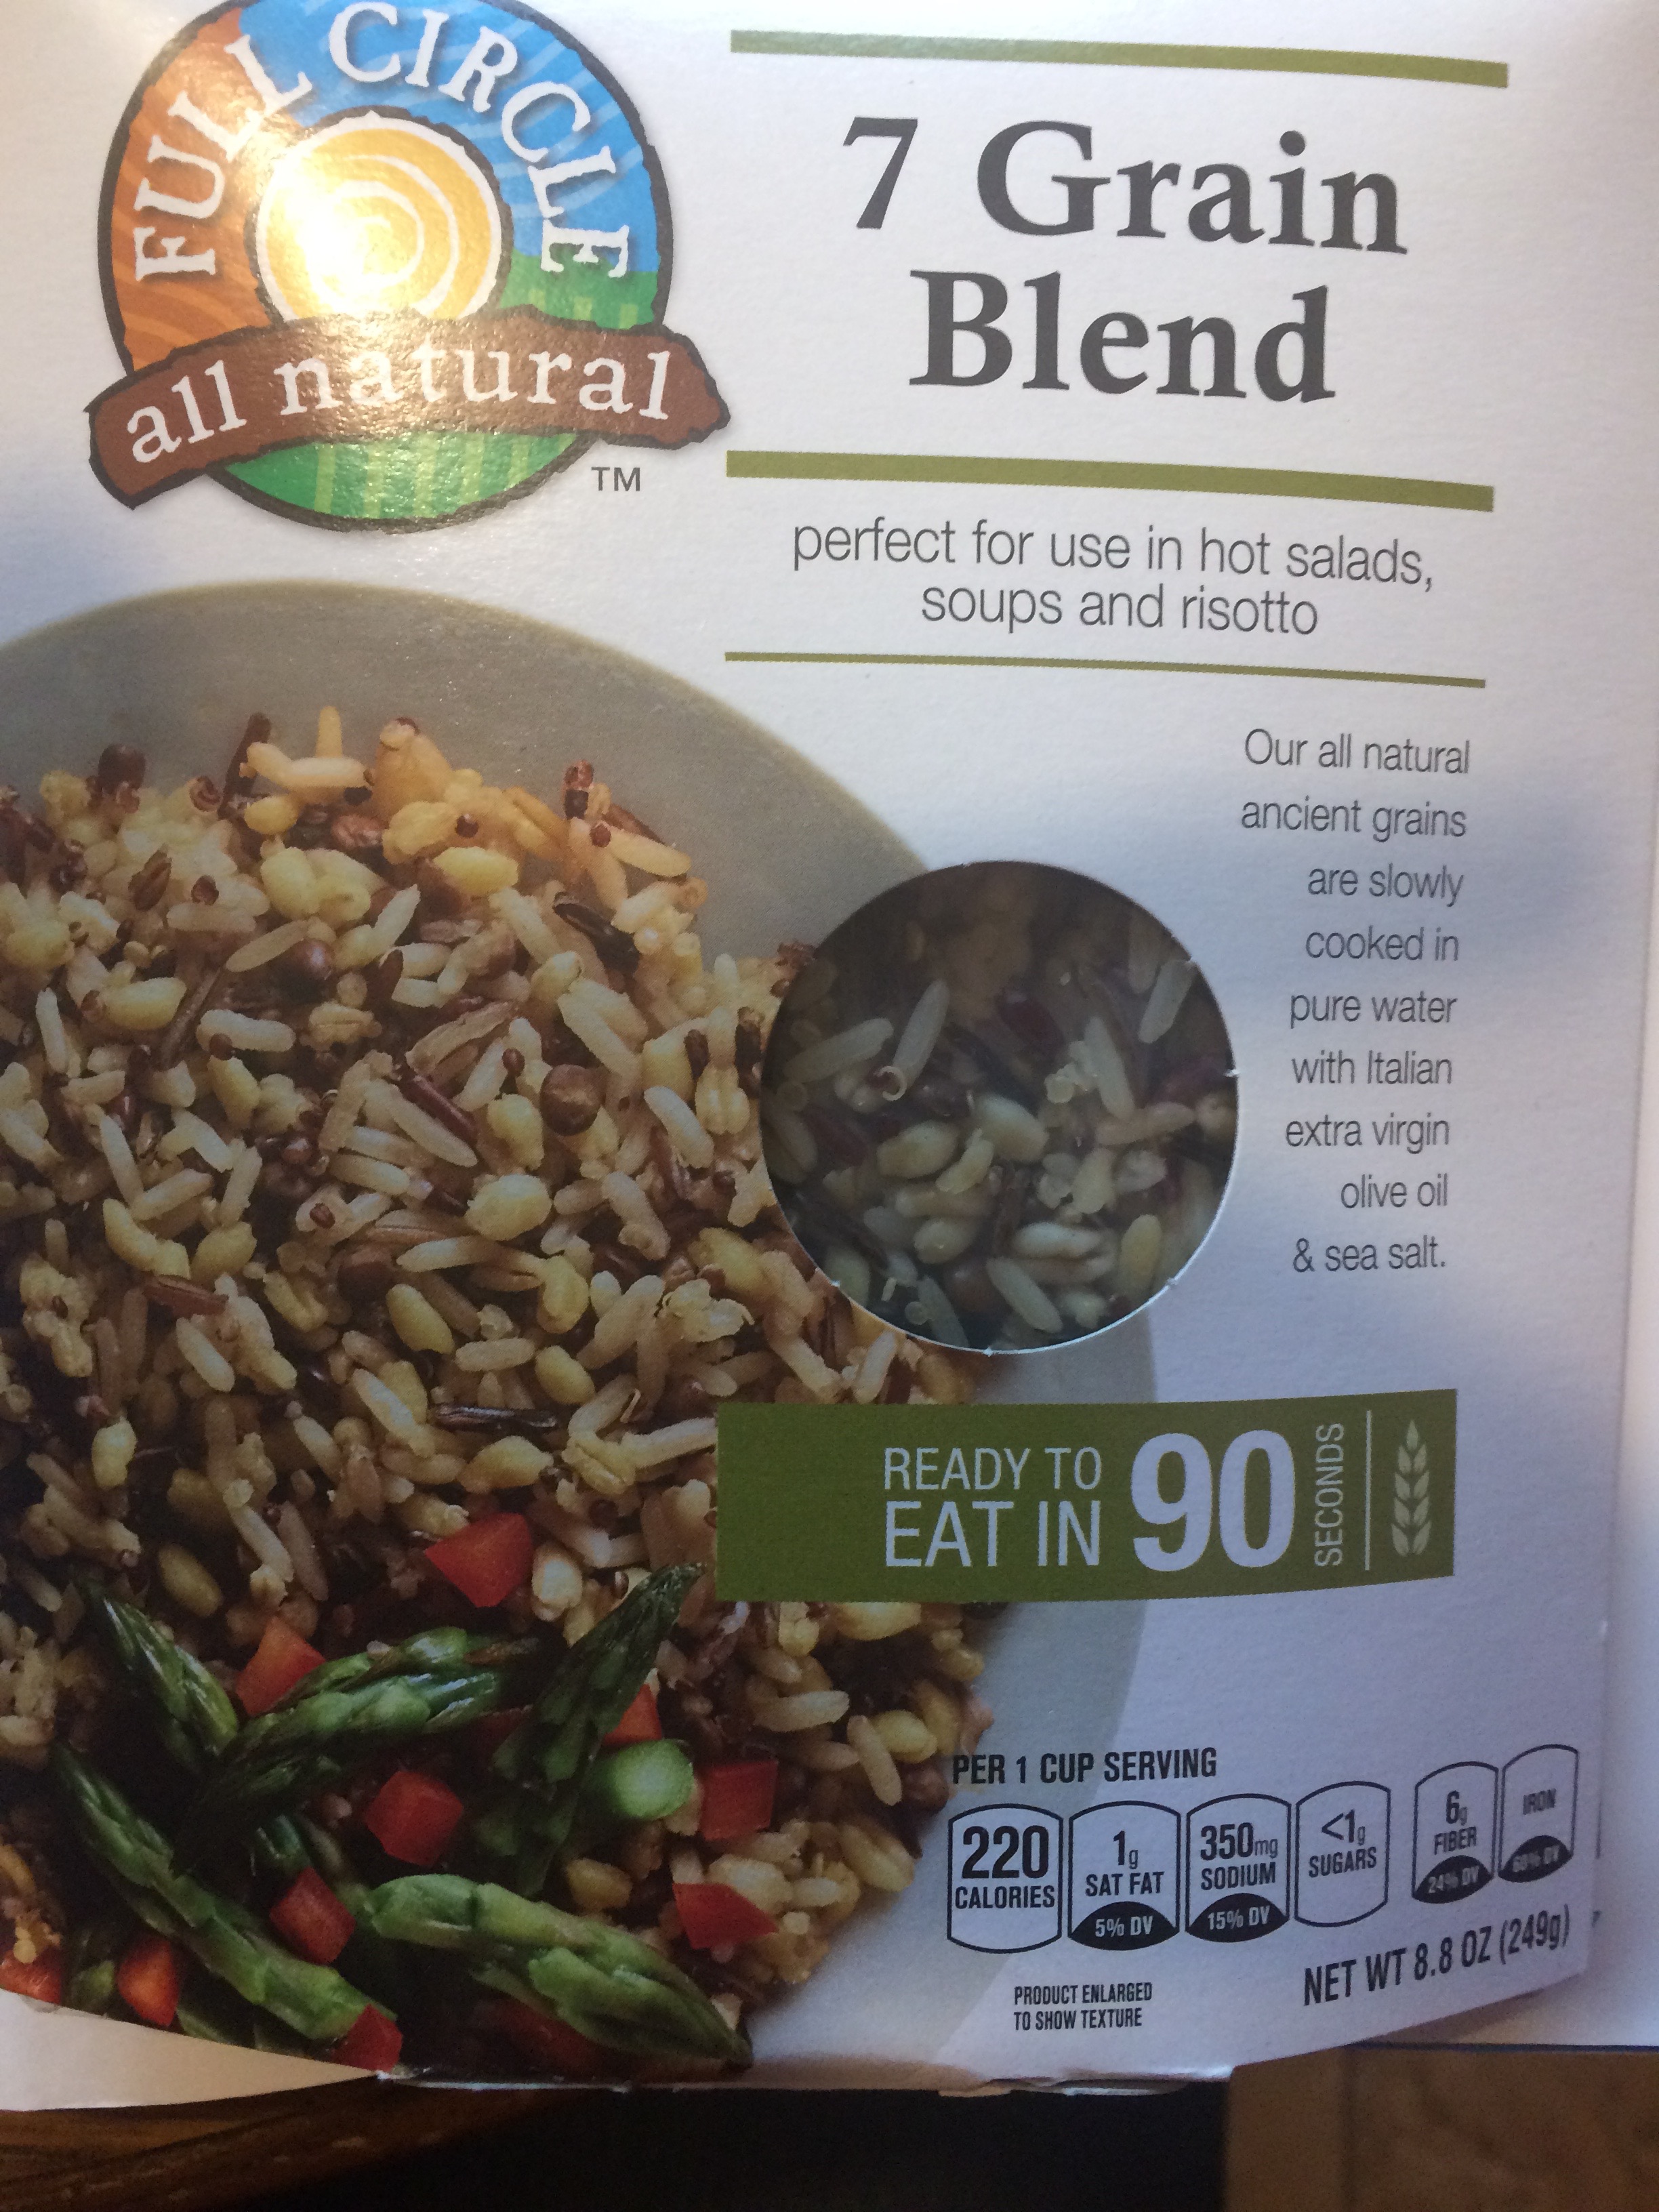 FULL CIRCLE
all natural
TM
7 Grain
Blend
perfect for use in hot salads,
soups and risotto
Our all natural
ancient grains
are slowly
cooked in
pure water
with Italian
extra virgin
olive oil
& sea salt.
READY TO
EAT IN 90 SECONDS
PER 1 CUP SERVING
220
CALORIES
1g
SAT FAT
5% DV
350mg
SODIUM
15% DV
<1g
SUGARS
6g
FIBER
24% DV
IRON
60% DV
NET WT 8.8 OZ (249g)
PRODUCT ENLARGED
TO SHOW TEXTURE